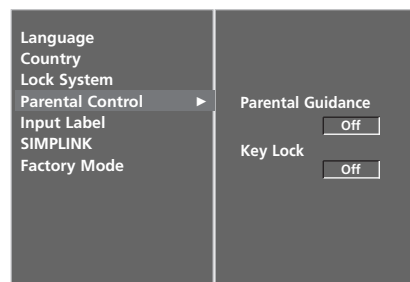 Language
Country
Lock System
Parental Control ►
Input Label
SIMPLINK
Factory Mode
Parental Guidance
Off
Key Lock
Off